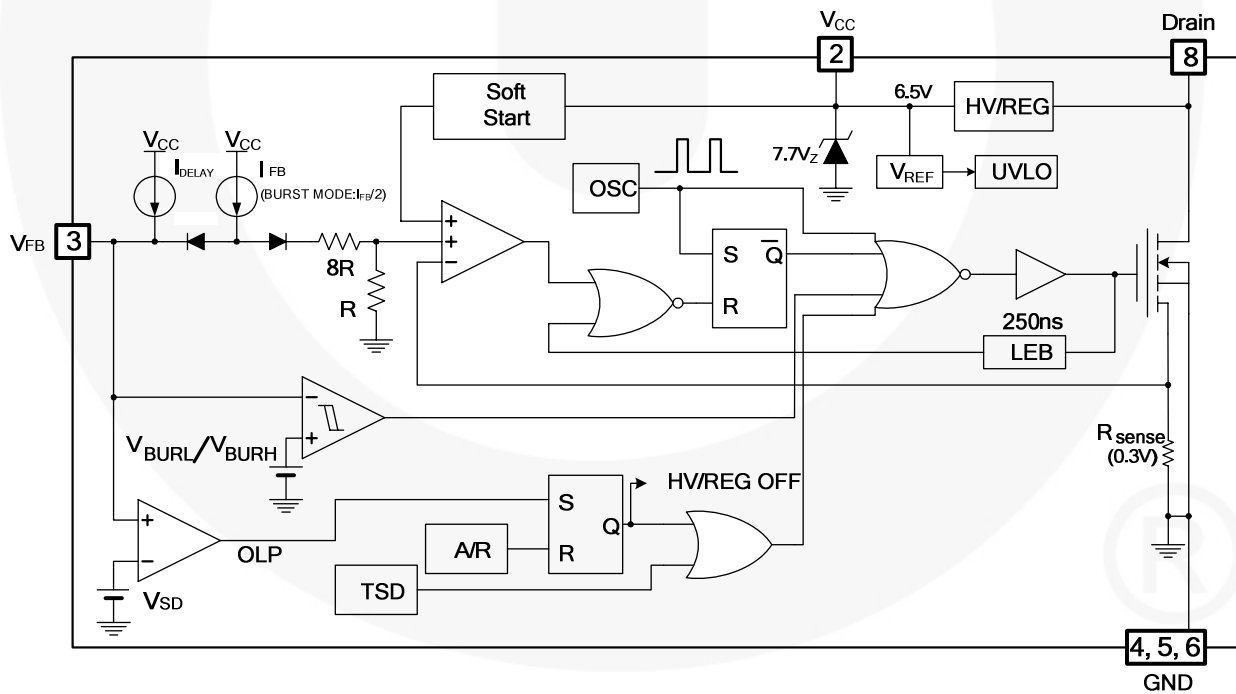 VCC
Drain
2
8
Soft
Start
6.5V
HV/REG
VCC
VCC
IDELAY
IFB
(BURST MODE:IFB/2)
7.7VZ
OSC
VREF
UVLO
VFB
3
+
+
−
8R
R
S
Q
R
250ns
LEB
−
+
VBURL/VBURH
Rsense
(0.3V)
HV/REG OFF
S
Q
R
+
−
OLP
A/R
TSD
VSD
®
4, 5, 6
GND